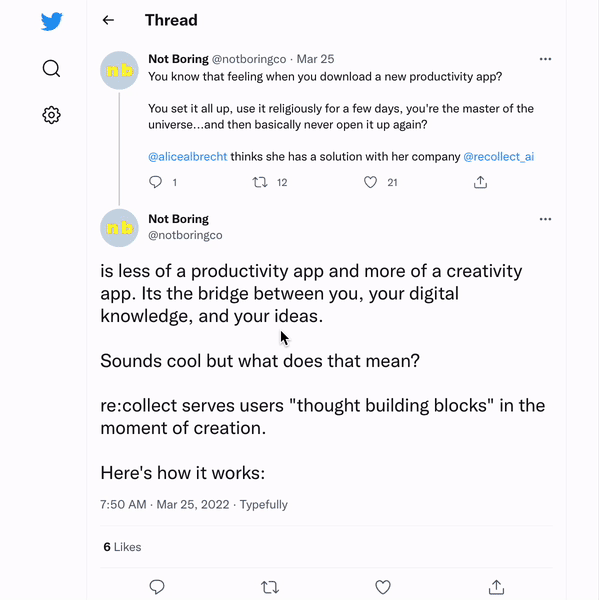 Thread
Not Boring @notboringco · Mar 25
You know that feeling when you download a new productivity app?
You set it all up, use it religiously for a few days, you're the master of the
universe...and then basically never open it up again?
@alicealbrecht thinks she has a solution with her company @recollect_ai
1 12 21
nb
Not Boring
@notboringco
nb
is less of a productivity app and more of a creativity
app. Its the bridge between you, your digital
knowledge, and your ideas.
Sounds cool but what does that mean?
re:collect serves users "thought building blocks" in the
moment of creation.
Here's how it works:
7:50 AM · Mar 25, 2022 · Typefully
6 Likes